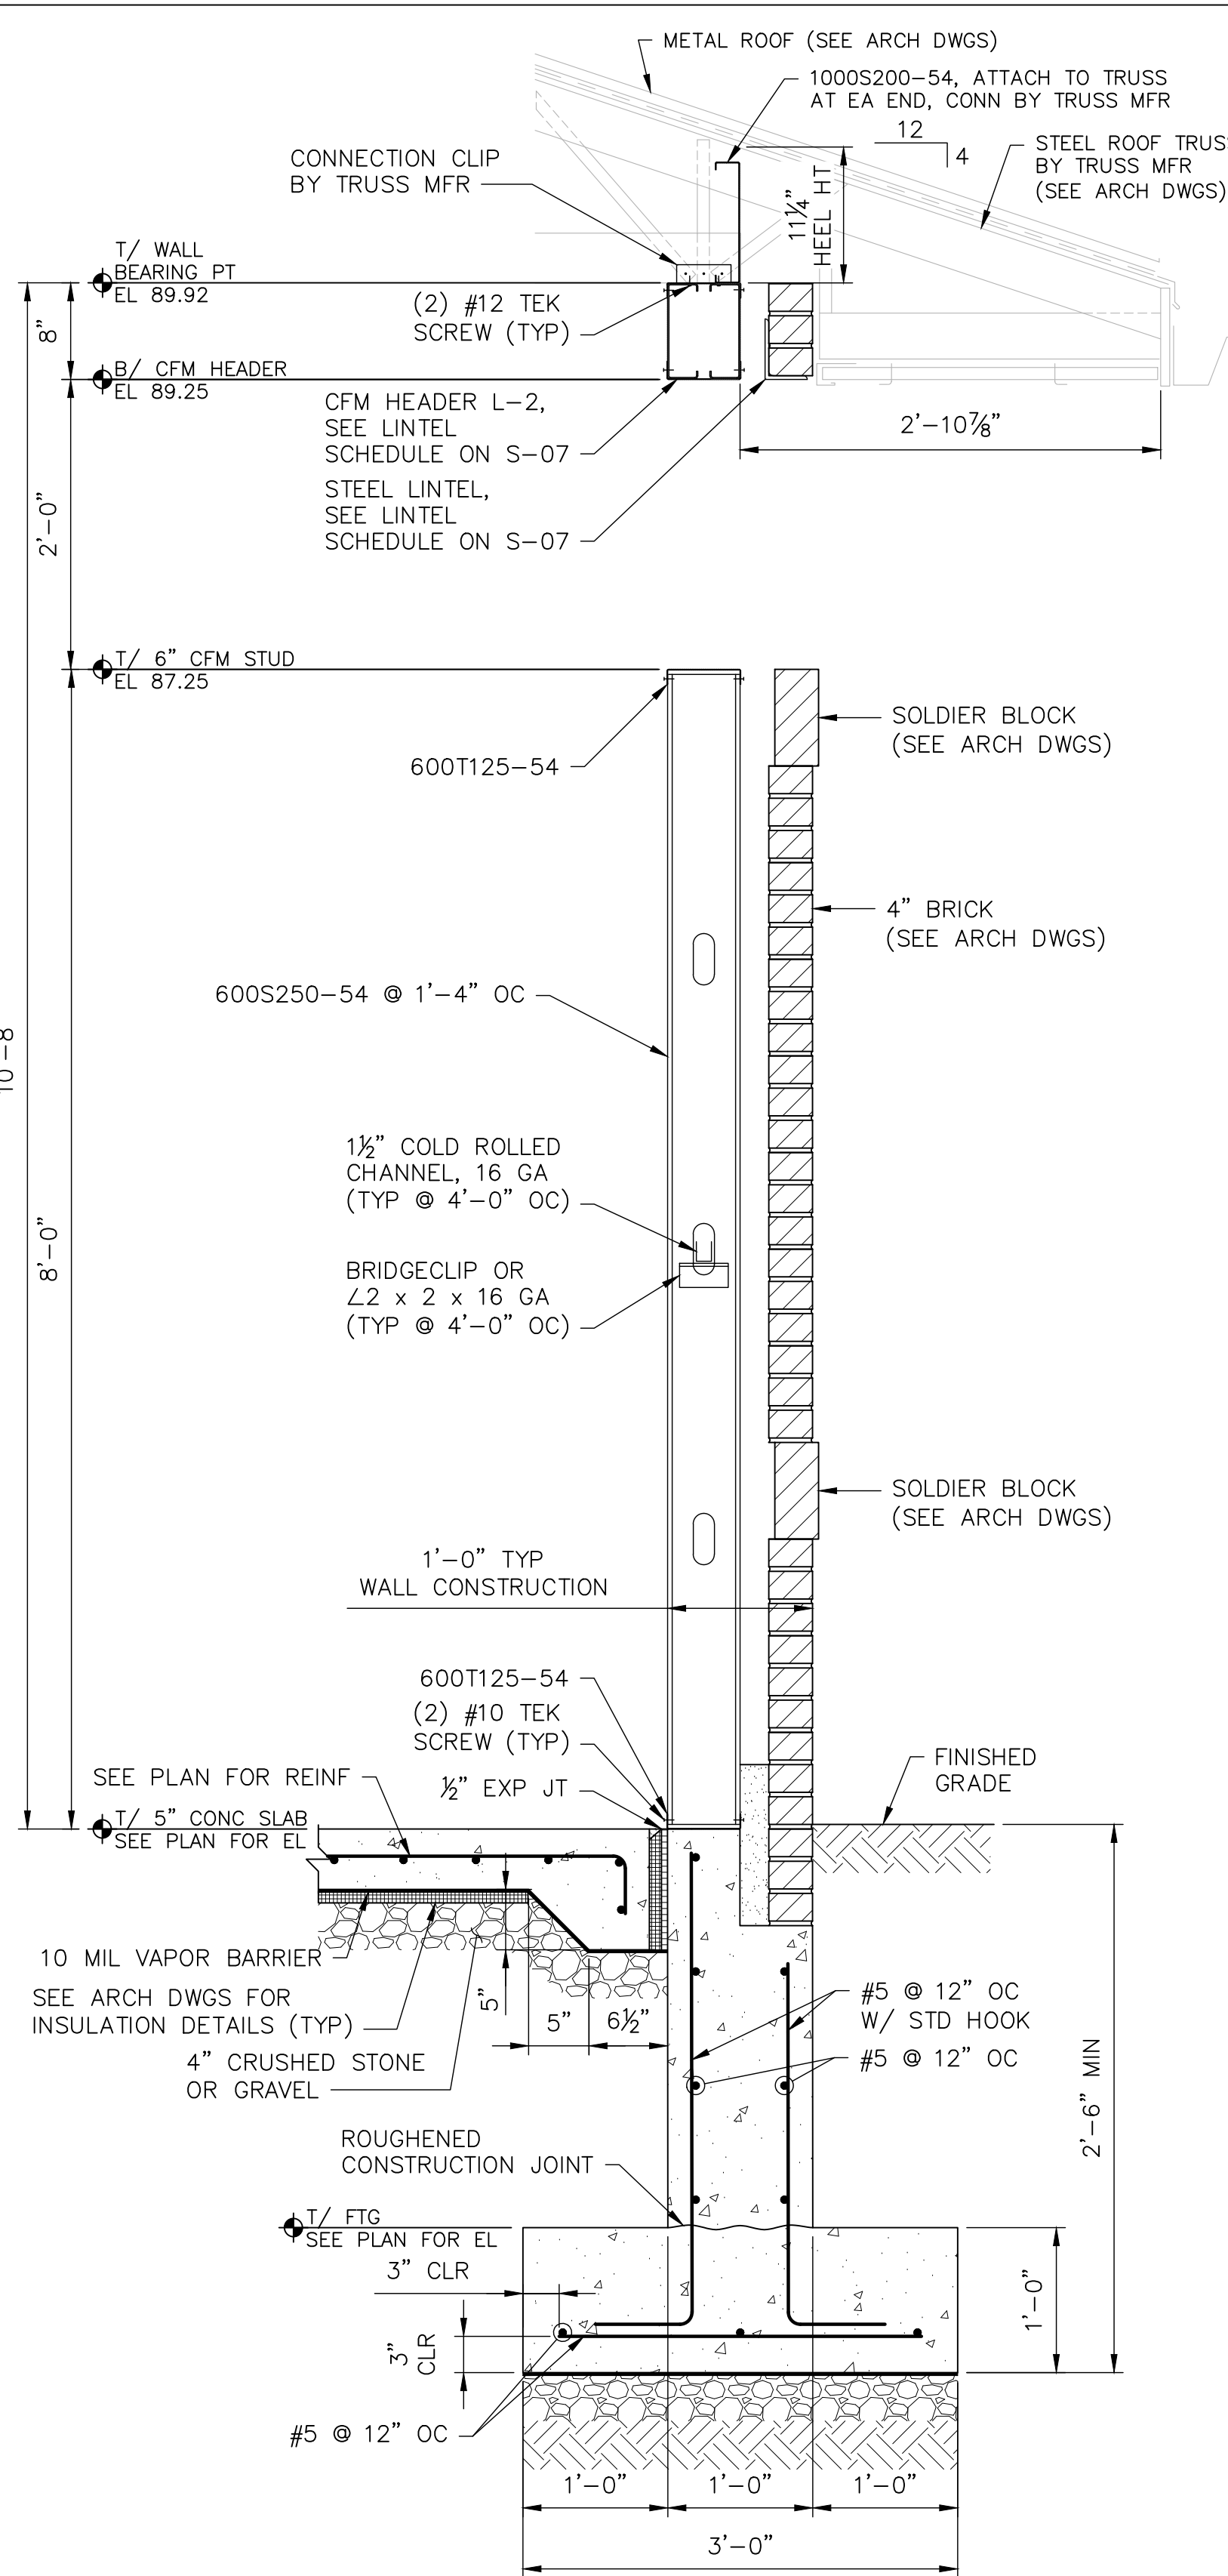 METAL ROOF (SEE ARCH DWGS)
1000S200-54, ATTACH TO TRUSS
AT EA END, CONN BY TRUSS MFR
12
4
STEEL ROOF TRUS
BY TRUSS MFR
(SEE ARCH DWGS)
CONNECTION CLIP
BY TRUSS MFR
11¼"
HEEL HT
T/ WALL
BEARING PT
EL 89.92
(2) #12 TEK
SCREW (TYP)
8"
B/ CFM HEADER
EL 89.25
CFM HEADER L-2,
SEE LINTEL
SCHEDULE ON S-07
2'-10⅞"
STEEL LINTEL,
SEE LINTEL
SCHEDULE ON S-07
2'-0"
T/ 6" CFM STUD
EL 87.25
SOLDIER BLOCK
(SEE ARCH DWGS)
600T125-54
4" BRICK
(SEE ARCH DWGS)
600S250-54 @ 1'-4" OC
10-8
1½" COLD ROLLED
CHANNEL, 16 GA
(TYP @ 4'-0" OC)
8'-0"
BRIDGECLIP OR
∠2 x 2 x 16 GA
(TYP @ 4'-0" OC)
SOLDIER BLOCK
(SEE ARCH DWGS)
1'-0" TYP
WALL CONSTRUCTION
600T125-54
(2) #10 TEK
SCREW (TYP)
FINISHED
GRADE
SEE PLAN FOR REINF
½" EXP JT
T/ 5" CONC SLAB
SEE PLAN FOR EL
10 MIL VAPOR BARRIER
SEE ARCH DWGS FOR
INSULATION DETAILS (TYP)
5"
5"
6½"
4" CRUSHED STONE
OR GRAVEL
#5 @ 12" OC
W/ STD HOOK
#5 @ 12" OC
2'-6" MIN
ROUGHENED
CONSTRUCTION JOINT
T/ FTG
SEE PLAN FOR EL
3" CLR
3"
CLR
1'-0"
#5 @ 12" OC
1'-0"
1'-0"
1'-0"
3'-0"